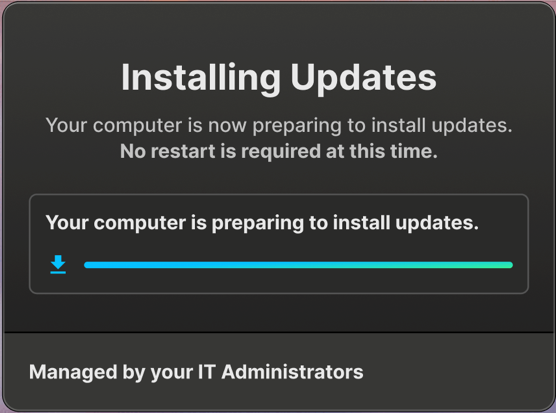 Installing Updates
Your computer is now preparing to install updates.
No restart is required at this time.
Your computer is preparing to install updates.
Managed by your IT Administrators